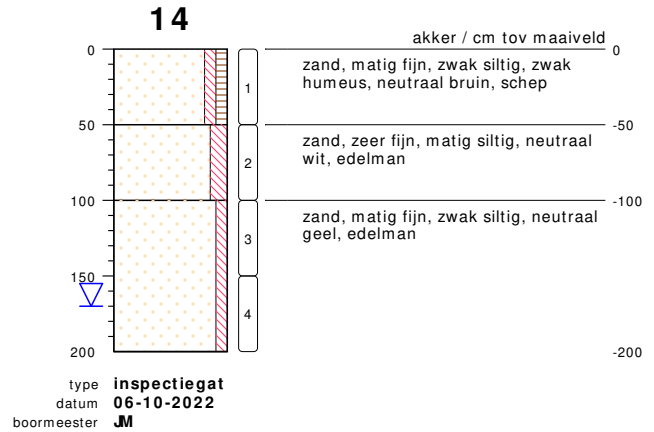 14
akker / cm tov maaiveld
0
0
zand, matig fijn, zwak siltig, zwak
humeus, neutraal bruin, schep
1
50
-50
zand, zeer fijn, matig siltig, neutraal
wit, edelman
2
100
-100
zand, matig fijn, zwak siltig, neutraal
geel, edelman
3
150
4
200
-200
type inspectiegat
datum 06-10-2022
boormeester JM